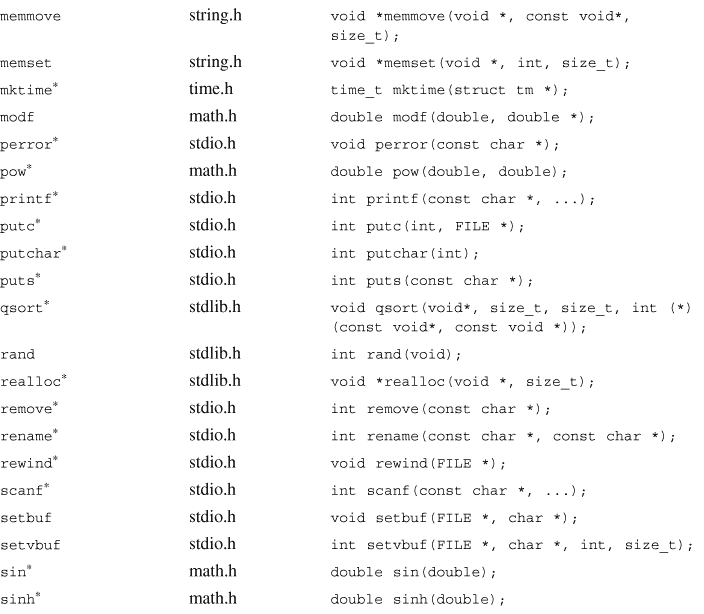 memmove string.h void *memmove(void *, const void*,
size_t);
memset string.h void *memset(void *, int, size_t);
mktime* time.h time_t mktime(struct tm *);
modf math.h double modf(double, double *);
perror* stdio.h void perror(const char *);
pow* math.h double pow(double, double);
printf* stdio.h int printf(const char *, ...);
putc* stdio.h int putc(int, FILE *);
putchar* stdio.h int putchar(int);
puts* stdio.h int puts(const char *);
qsort* stdlib.h void qsort(void*, size_t, size_t, int (*)
(const void*, const void *));
rand stdlib.h int rand(void);
realloc* stdlib.h void *realloc(void *, size_t);
remove* stdio.h int remove(const char *);
rename* stdio.h int rename(const char *, const char *);
rewind* stdio.h void rewind(FILE *);
scanf* stdio.h int scanf(const char *, ...);
setbuf stdio.h void setbuf(FILE *, char *);
setvbuf stdio.h int setvbuf(FILE *, char *, int, size_t);
sin* math.h double sin(double);
sinh* math.h double sinh(double);